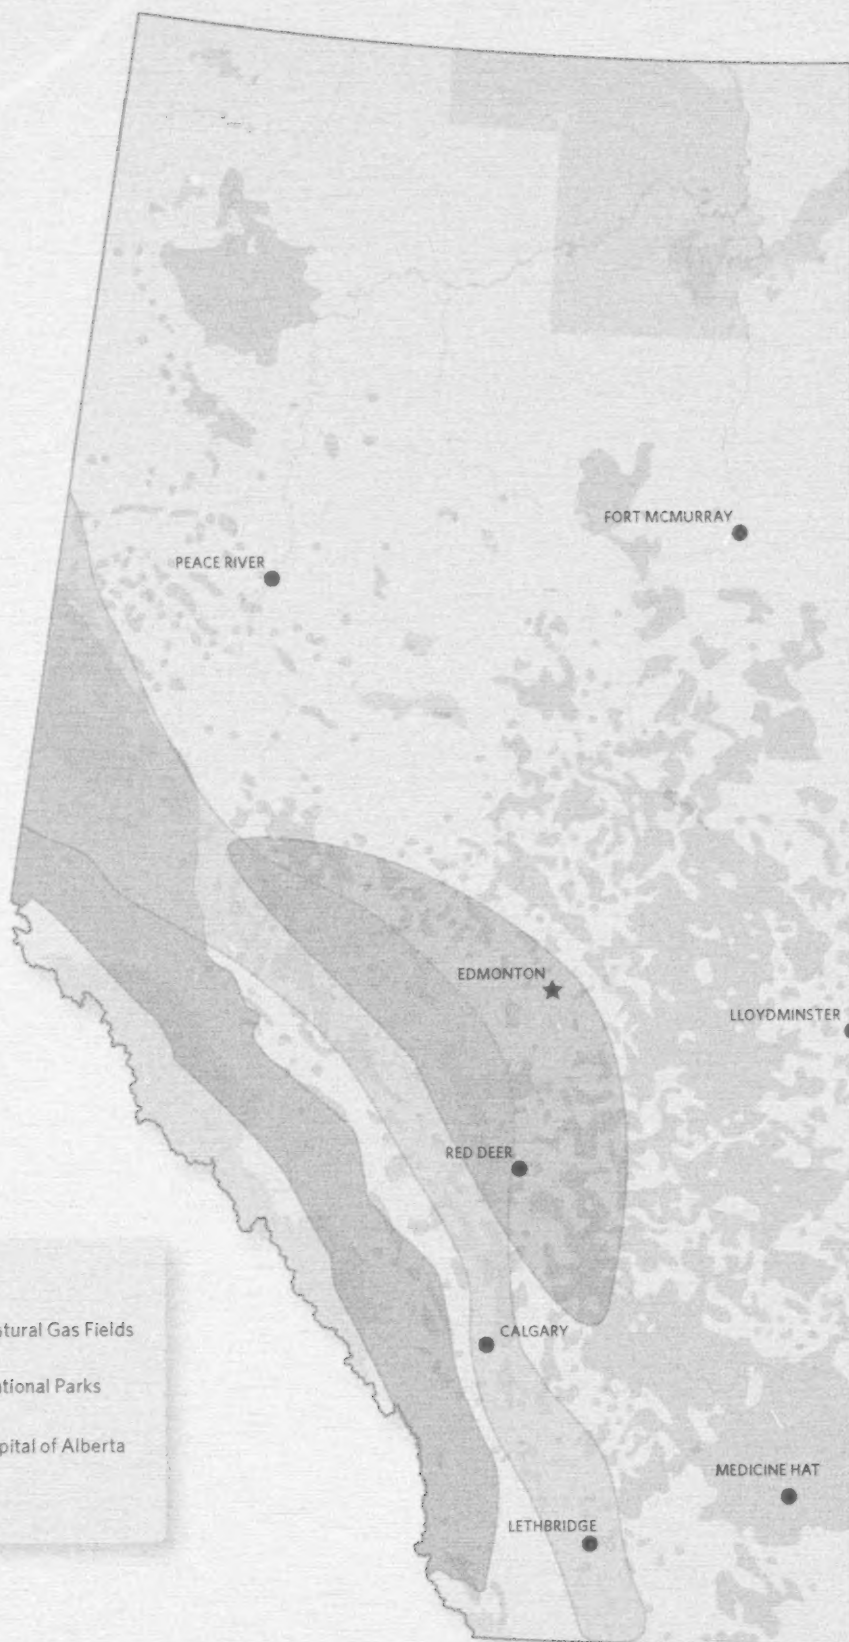 FORT MCMURRAY
PEACE RIVER
EDMONTON
LLOYDMINSTER
RED DEER
tural Gas Fields
CALGARY
tional Parks
pital of Alberta
MEDICINE HAT
LETHBRIDGE